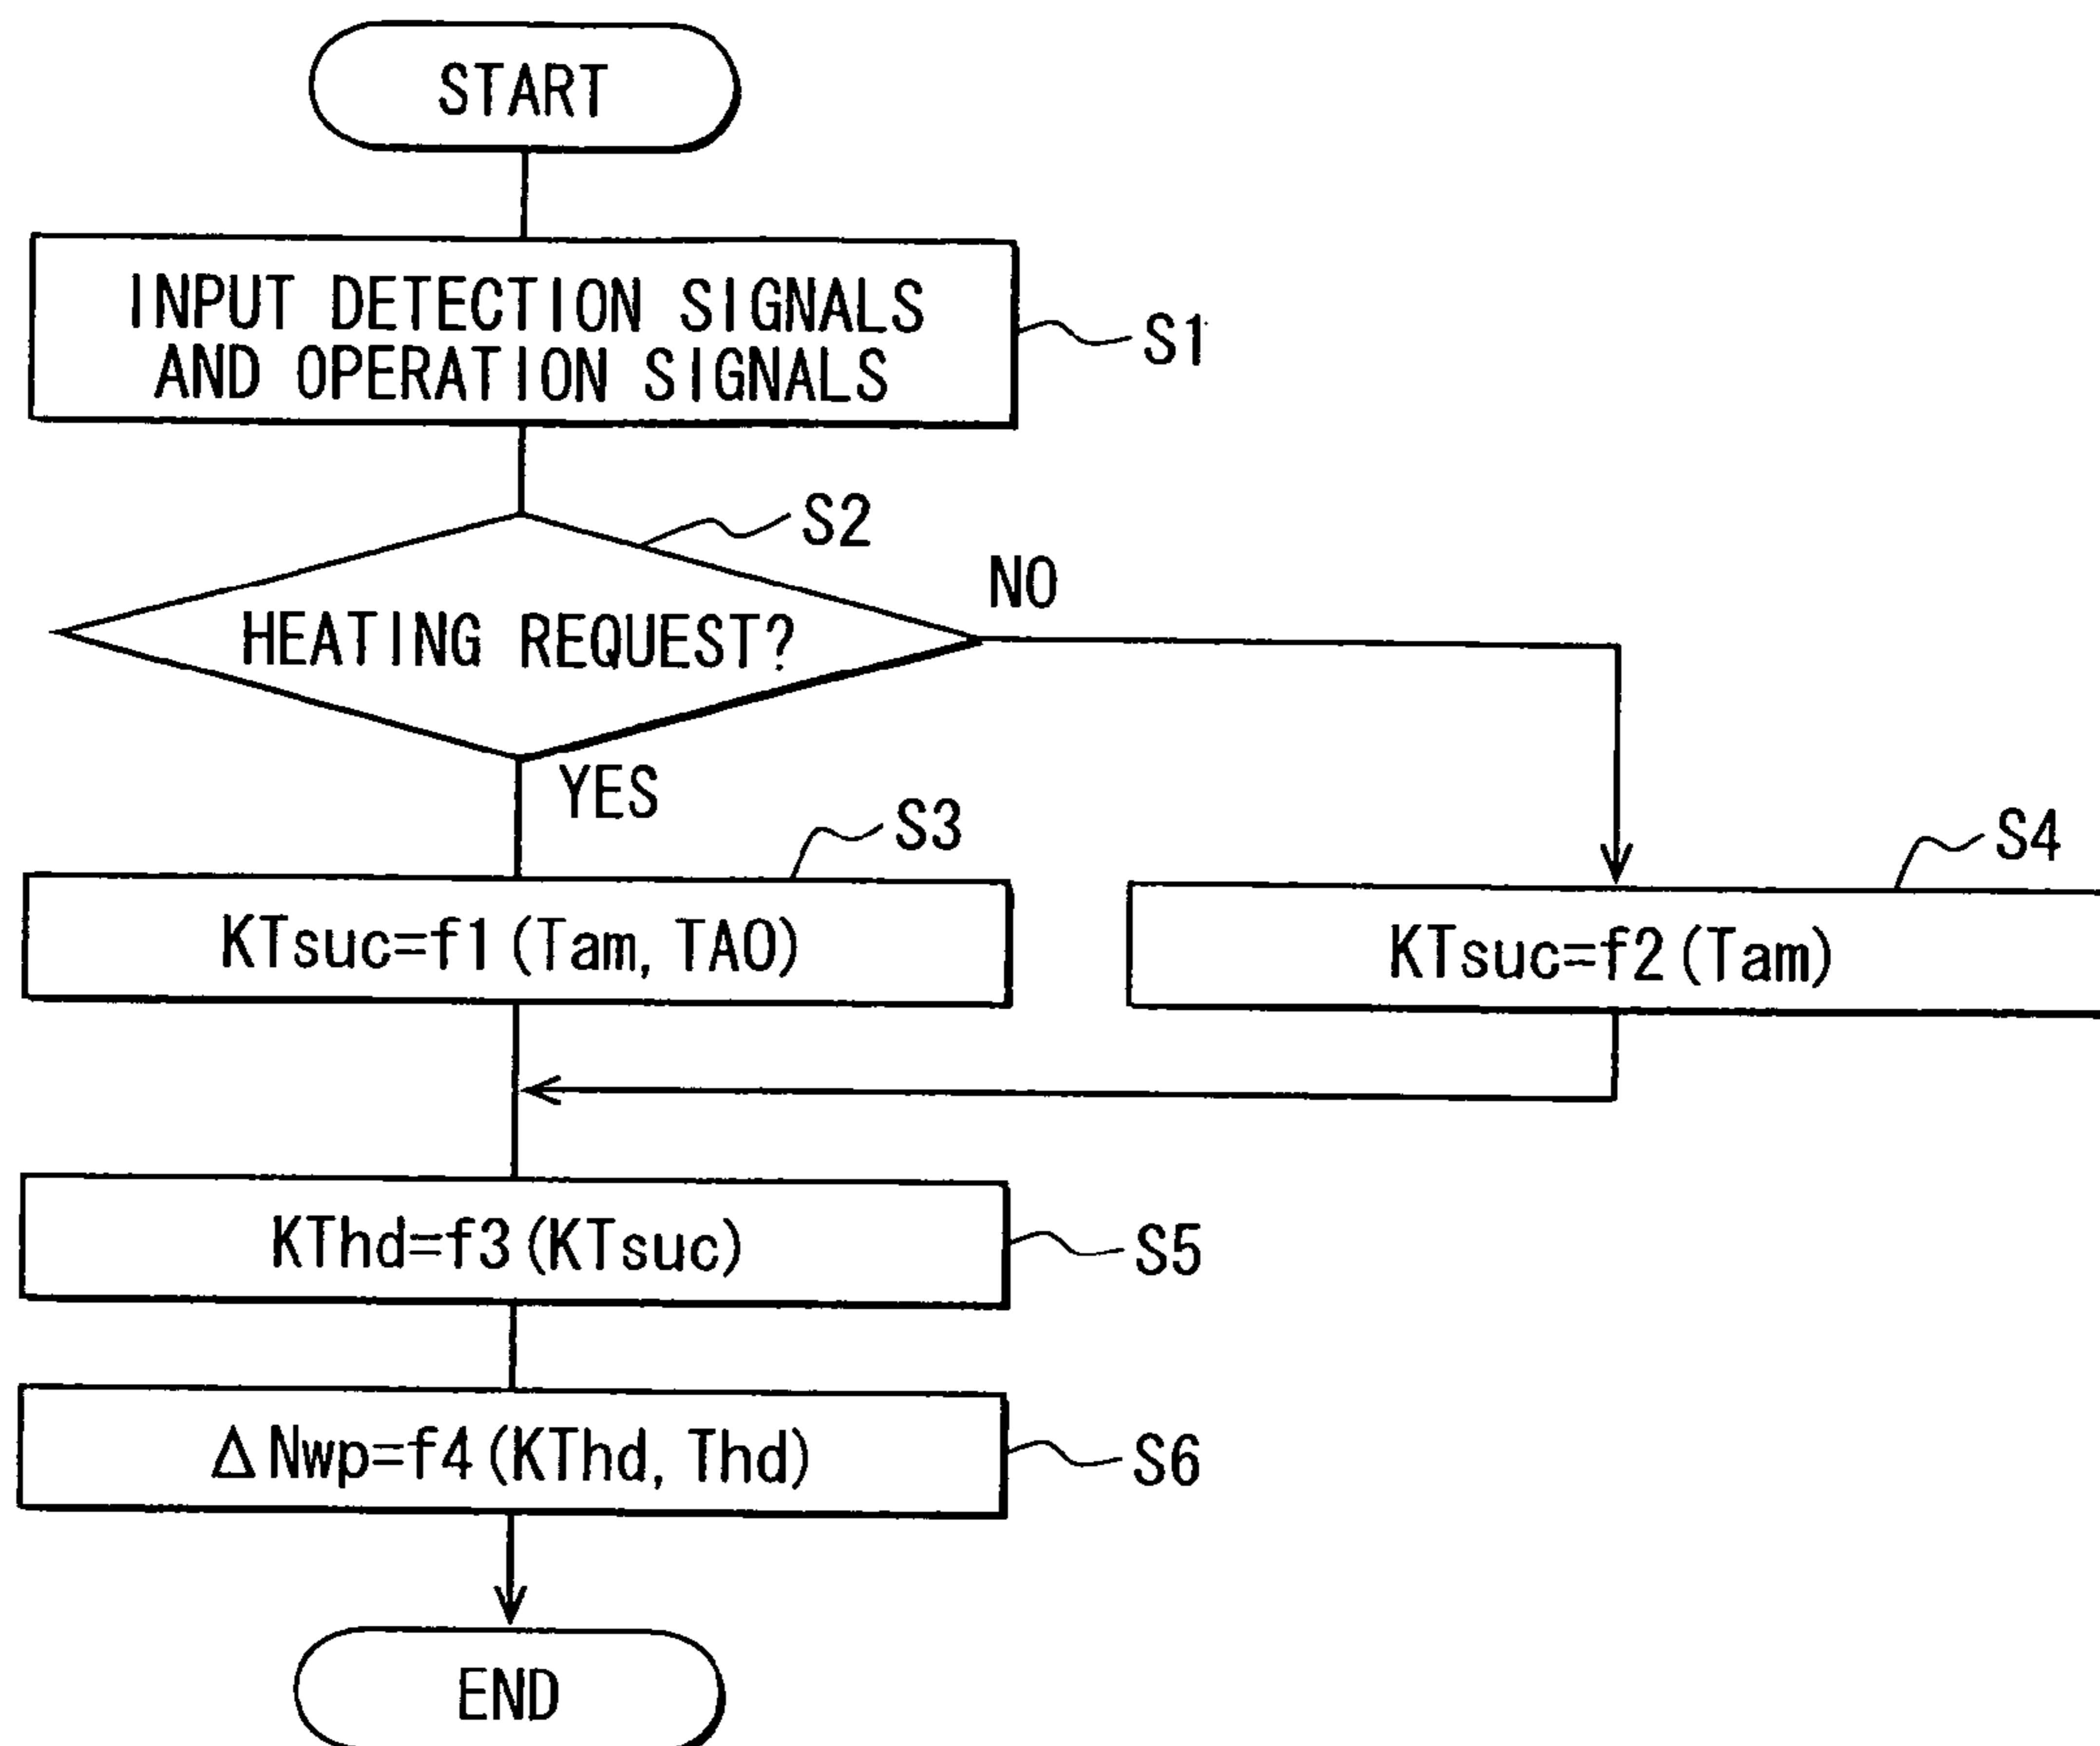 START
INPUT DETECTION SIGNALS
AND OPERATION SIGNALS
S1
S2
HEATING REQUEST?
NO
YES
S3
KTsuc=f1(Tam, TAO)
S4
KTsuc=f2(Tam)
KThd=f3(KTsuc)
S5
ΔNwp=f4(KThd, Thd)
S6
END